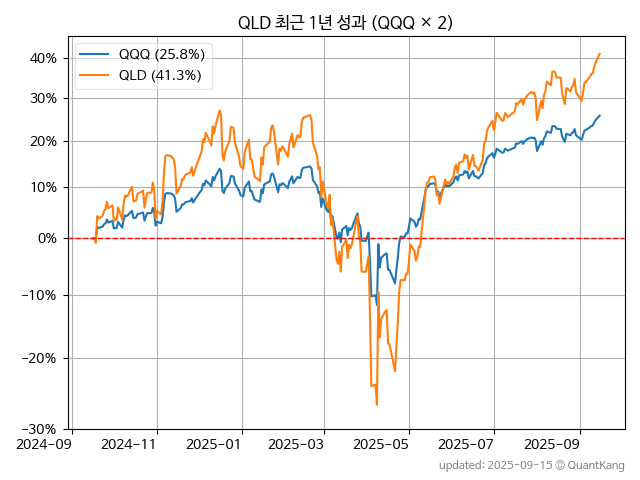 QLD 최근 1년 성과 (QQQ × 2)
QQQ (25.8%)
QLD (41.3%)
40%
30%
20%
10%
0%
−10%
−20%
−30%
2024-09 2024-11 2025-01 2025-03 2025-05 2025-07 2025-09
updated: 2025-09-15 © QuantKang